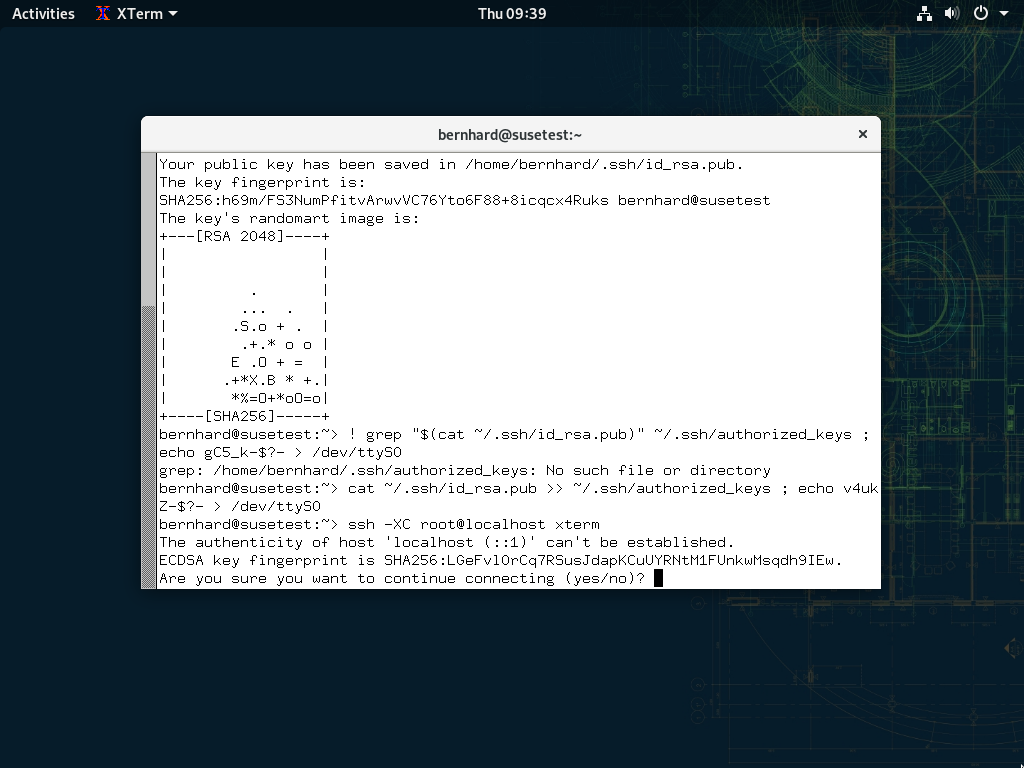 Activities XTerm Thu 09:39
bernhard@susetest:~
Your public key has been saved in /home/bernhard/.ssh/id_rsa.pub.
The key fingerprint is:
SHA256:h69m/FS3NumPfitvArwvVC76Yto6F88+8icqcx4Ruks bernhard@susetest
The key's randomart image is:
+---[RSA 2048]----+
|                 |
|                 |
|         .       |
|        ...  .   |
|       .S.o + .  |
|        .+.* o o |
|       E .O + =  |
|      .+*X.B * +.|
|       *%=O+*oO=o|
+----[SHA256]-----+
bernhard@susetest:~> ! grep "$(cat ~/.ssh/id_rsa.pub)" ~/.ssh/authorized_keys ;
echo gC5_k-$?- > /dev/ttyS0
grep: /home/bernhard/.ssh/authorized_keys: No such file or directory
bernhard@susetest:~> cat ~/.ssh/id_rsa.pub >> ~/.ssh/authorized_keys ; echo v4uk
Z-$?- > /dev/ttyS0
bernhard@susetest:~> ssh -XC root@localhost xterm
The authenticity of host 'localhost (::1)' can't be established.
ECDSA key fingerprint is SHA256:LGeFvlOrCq7RSusJdapKCuUYRNtM1FUnkwMsqdh9IEw.
Are you sure you want to continue connecting (yes/no)?